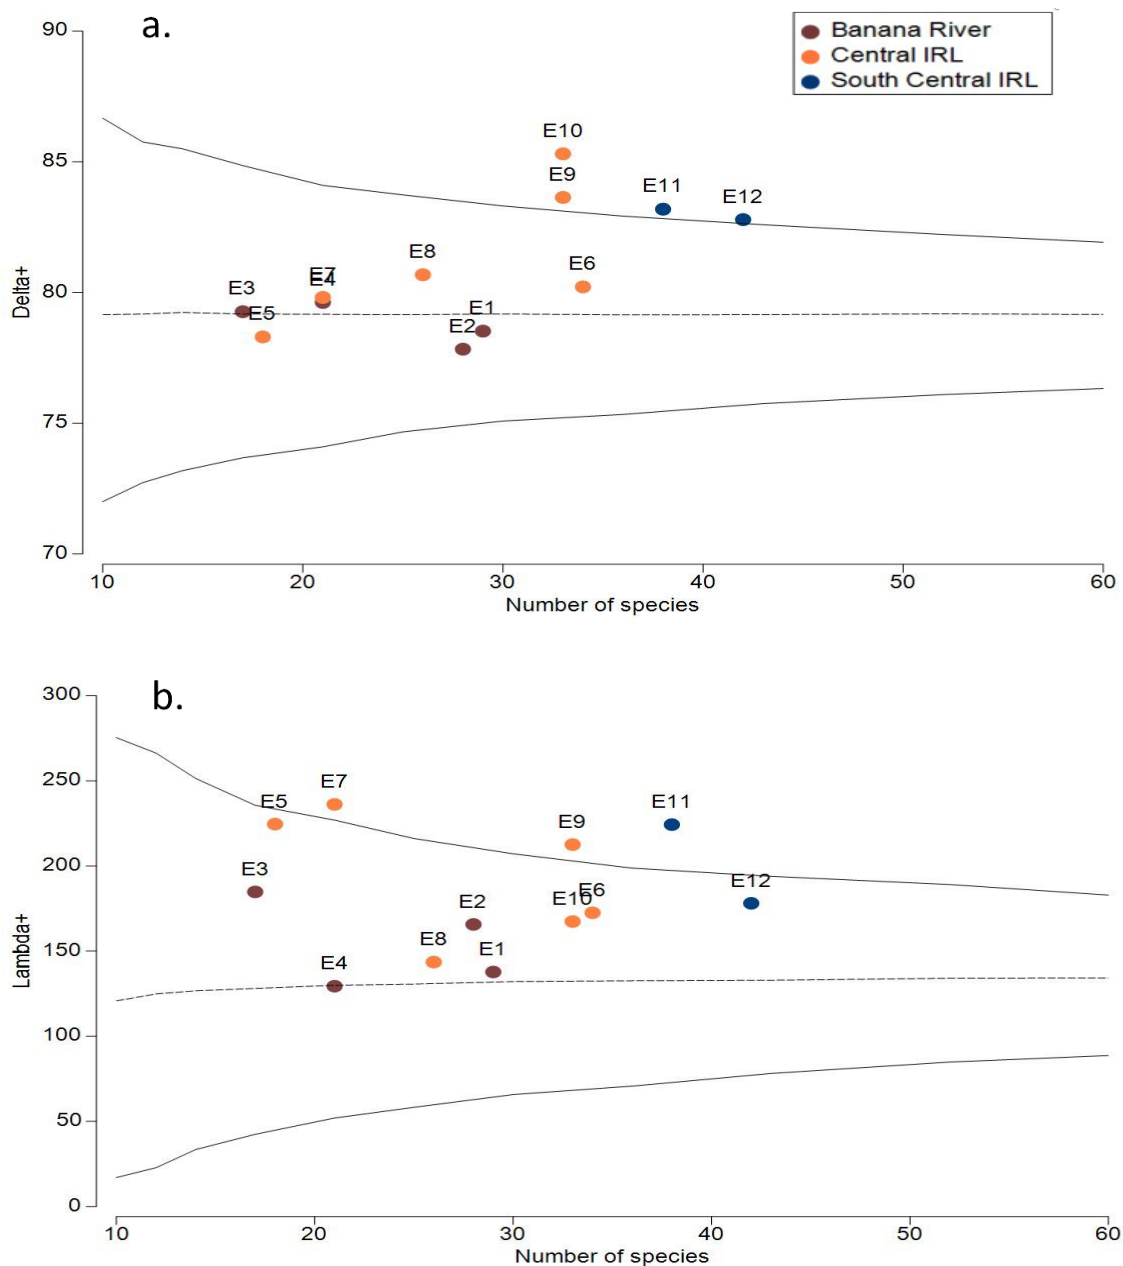 a.
Banana River
Central IRL
South Central IRL
90
85
80
75
70
Delta+
E10
E9
E11
E12
E8
E6
E7
E4
E3
E5
E1
E2
10 20 30 40 50 60
Number of species
b.
300
250
200
150
100
50
0
Lambda+
E7
E5
E11
E9
E3
E12
E6
E10
E2
E8
E1
E4
10 20 30 40 50 60
Number of species